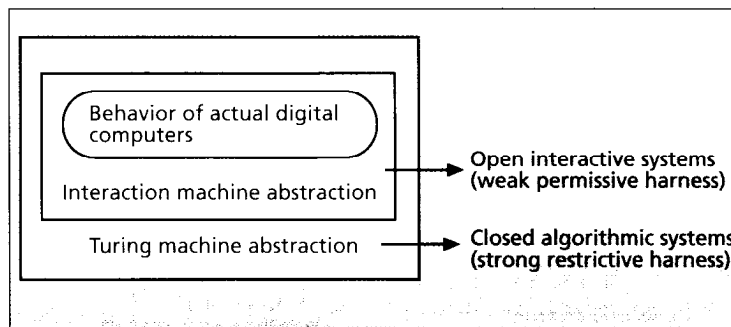 Behavior of actual digital
computers
Interaction machine abstraction
Open interactive systems
(weak permissive harness)
Turing machine abstraction
Closed algorithmic systems
(strong restrictive harness)